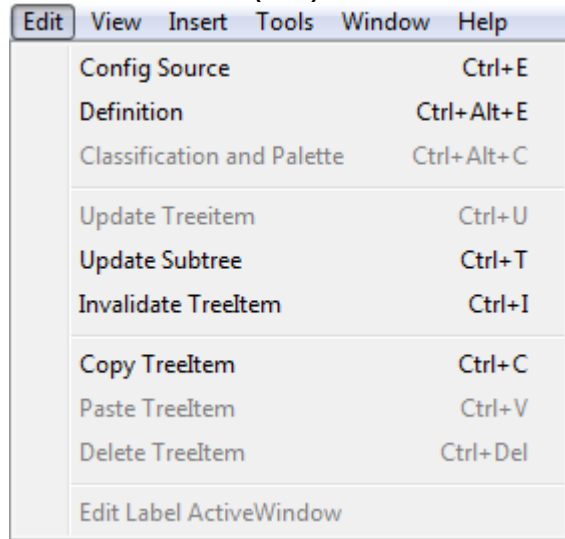 Edit View Insert Tools Window Help
Config Source Ctrl+E
Definition Ctrl+Alt+E
Classification and Palette Ctrl+Alt+C
Update Treeitem Ctrl+U
Update Subtree Ctrl+T
Invalidate TreeItem Ctrl+I
Copy TreeItem Ctrl+C
Paste TreeItem Ctrl+V
Delete TreeItem Ctrl+Del
Edit Label ActiveWindow